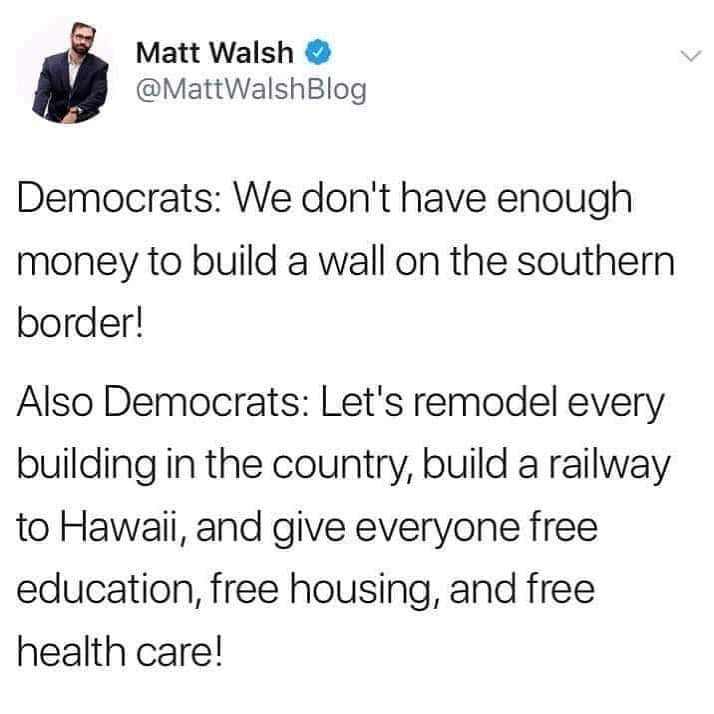 Matt Walsh
@MattWalshBlog
Democrats: We don't have enough
money to build a wall on the southern
border!
Also Democrats: Let's remodel every
building in the country, build a railway
to Hawaii, and give everyone free
education, free housing, and free
health care!